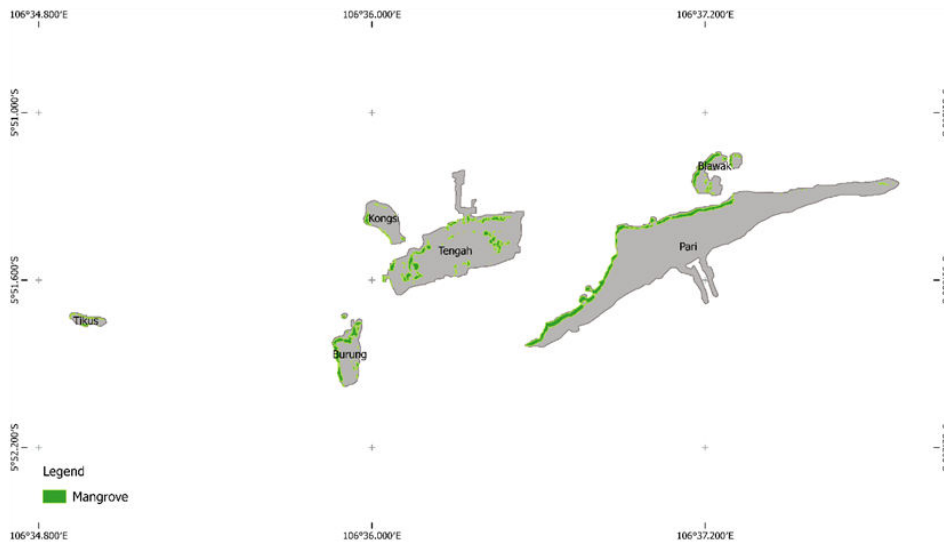 106°34.800'E 106°36.000'E 106°37.200'E
5°51.000'S
Biawak
Kongsi
Pari
Tengah
5°51.600'S
Tikus
Burung
5°52.200'S
Legend
Mangrove
106°34.800'E 106°36.000'E 106°37.200'E